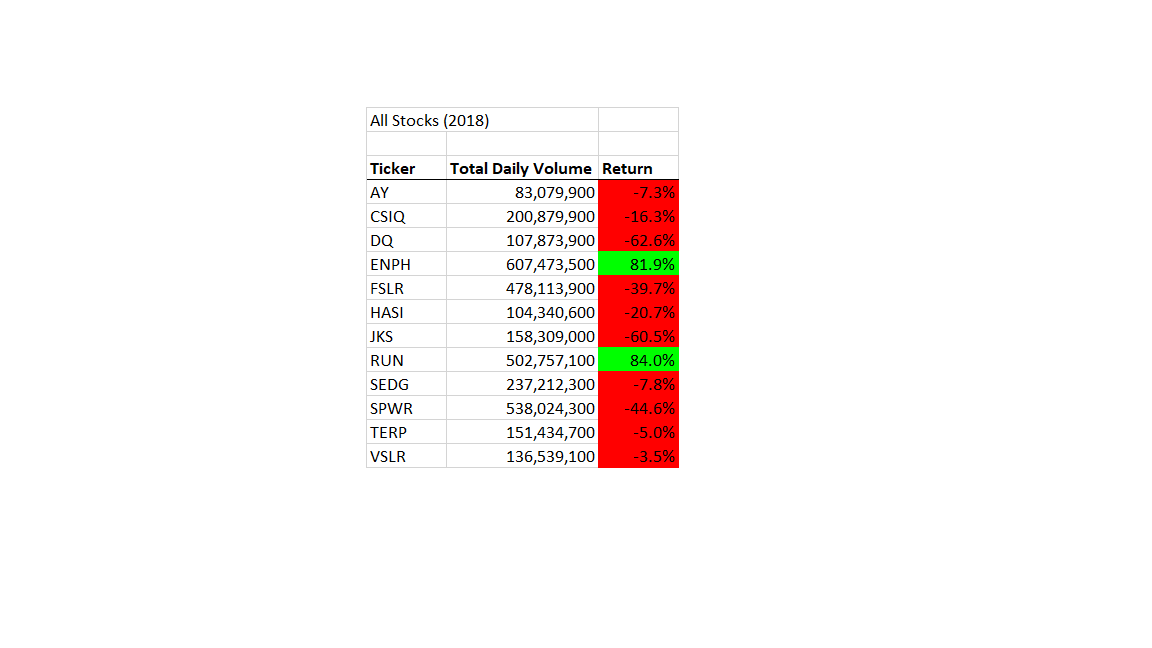 All Stocks (2018)
Ticker Total Daily Volume Return
AY 83,079,900 -7.3%
CSIQ 200,879,900 -16.3%
DQ 107,873,900 -62.6%
ENPH 607,473,500 81.9%
FSLR 478,113,900 -39.7%
HASI 104,340,600 -20.7%
JKS 158,309,000 -60.5%
RUN 502,757,100 84.0%
SEDG 237,212,300 -7.8%
SPWR 538,024,300 -44.6%
TERP 151,434,700 -5.0%
VSLR 136,539,100 -3.5%